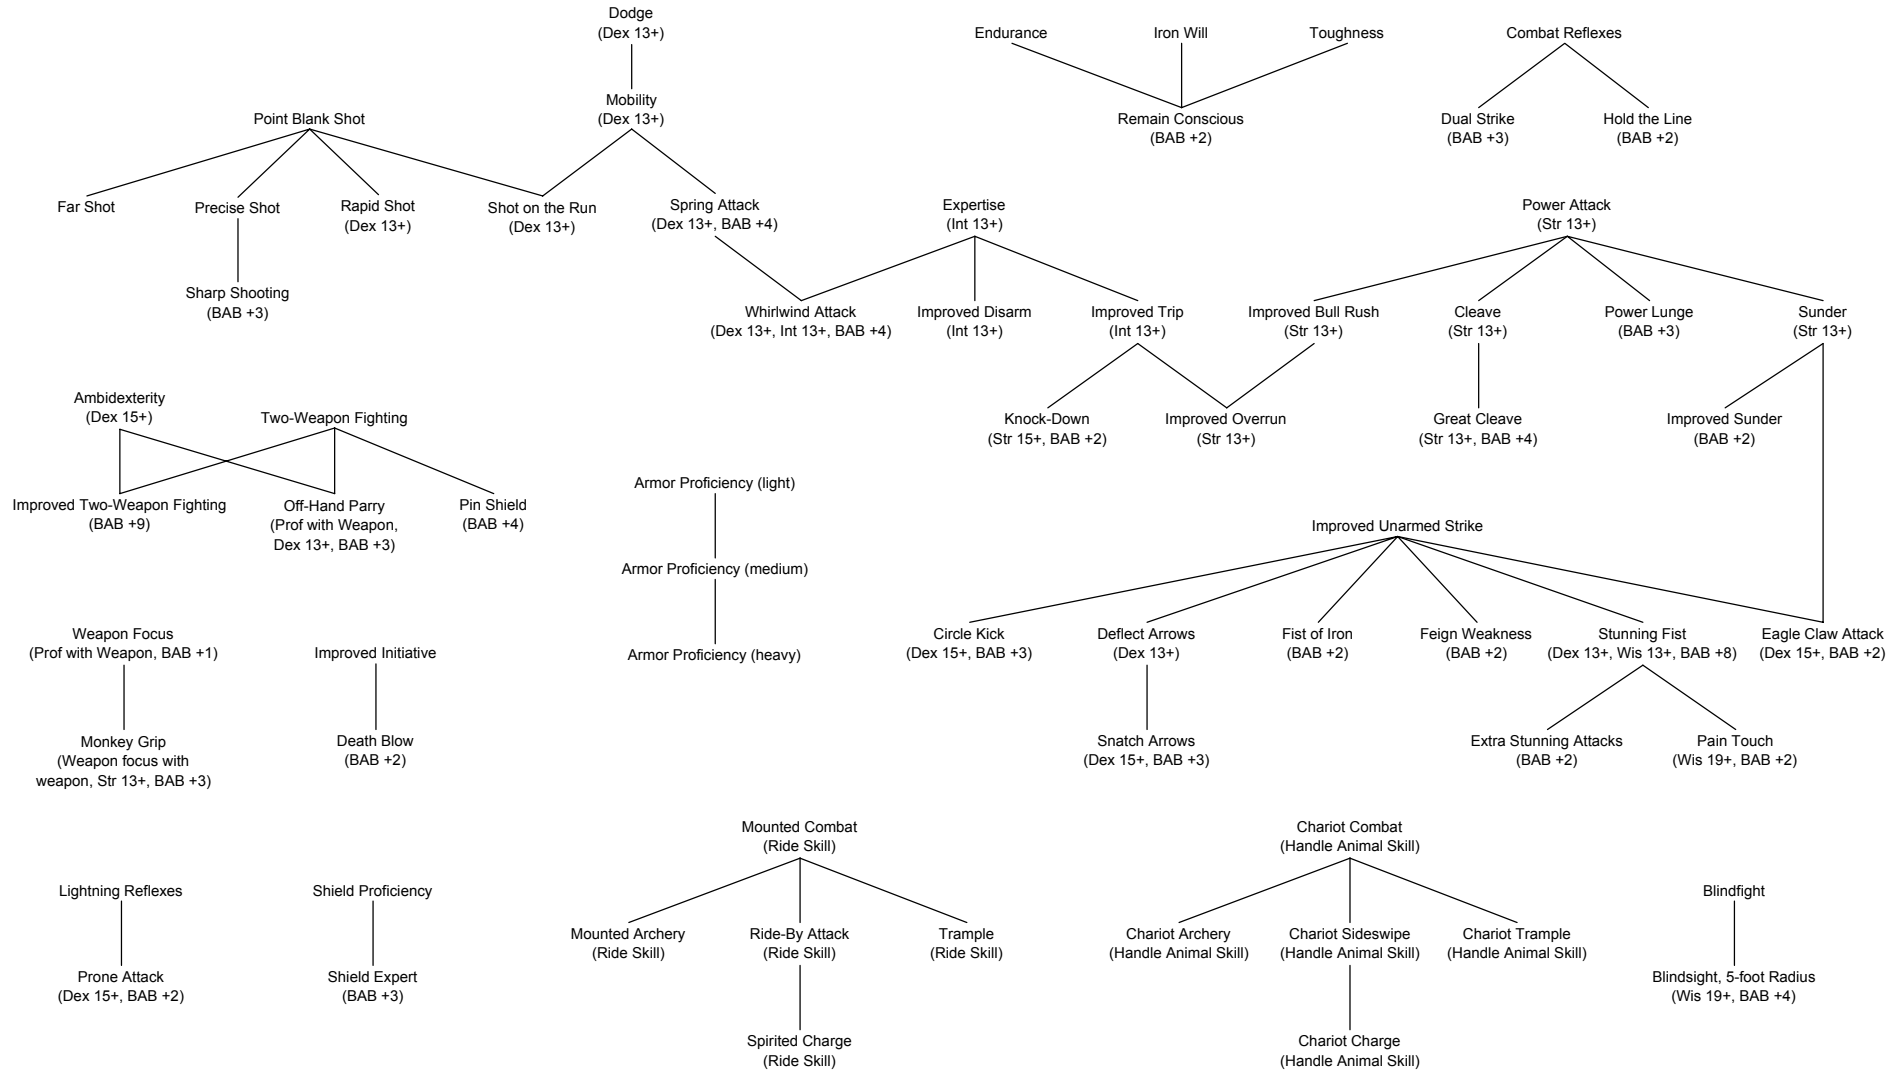 Dodge
(Dex 13+)
Endurance
Iron Will
Toughness
Combat Reflexes
Mobility
(Dex 13+)
Point Blank Shot
Remain Conscious
(BAB +2)
Dual Strike
(BAB +3)
Hold the Line
(BAB +2)
Far Shot
Precise Shot
Rapid Shot
(Dex 13+)
Shot on the Run
(Dex 13+)
Spring Attack
(Dex 13+, BAB +4)
Expertise
(Int 13+)
Power Attack
(Str 13+)
Sharp Shooting
(BAB +3)
Whirlwind Attack
(Dex 13+, Int 13+, BAB +4)
Improved Disarm
(Int 13+)
Improved Trip
(Int 13+)
Improved Bull Rush
(Str 13+)
Cleave
(Str 13+)
Power Lunge
(BAB +3)
Sunder
(Str 13+)
Ambidexterity
(Dex 15+)
Two-Weapon Fighting
Knock-Down
(Str 15+, BAB +2)
Improved Overrun
(Str 13+)
Great Cleave
(Str 13+, BAB +4)
Improved Sunder
(BAB +2)
Improved Two-Weapon Fighting
(BAB +9)
Off-Hand Parry
(Prof with Weapon,
Dex 13+, BAB +3)
Pin Shield
(BAB +4)
Armor Proficiency (light)
Armor Proficiency (medium)
Armor Proficiency (heavy)
Improved Unarmed Strike
Weapon Focus
(Prof with Weapon, BAB +1)
Improved Initiative
Circle Kick
(Dex 15+, BAB +3)
Deflect Arrows
(Dex 13+)
Fist of Iron
(BAB +2)
Feign Weakness
(BAB +2)
Stunning Fist
(Dex 13+, Wis 13+, BAB +8)
Eagle Claw Attack
(Dex 15+, BAB +2)
Monkey Grip
(Weapon focus with
weapon, Str 13+, BAB +3)
Death Blow
(BAB +2)
Snatch Arrows
(Dex 15+, BAB +3)
Extra Stunning Attacks
(BAB +2)
Pain Touch
(Wis 19+, BAB +2)
Mounted Combat
(Ride Skill)
Chariot Combat
(Handle Animal Skill)
Lightning Reflexes
Shield Proficiency
Blindfight
Mounted Archery
(Ride Skill)
Ride-By Attack
(Ride Skill)
Trample
(Ride Skill)
Chariot Archery
(Handle Animal Skill)
Chariot Sideswipe
(Handle Animal Skill)
Chariot Trample
(Handle Animal Skill)
Prone Attack
(Dex 15+, BAB +2)
Shield Expert
(BAB +3)
Blindsight, 5-foot Radius
(Wis 19+, BAB +4)
Spirited Charge
(Ride Skill)
Chariot Charge
(Handle Animal Skill)